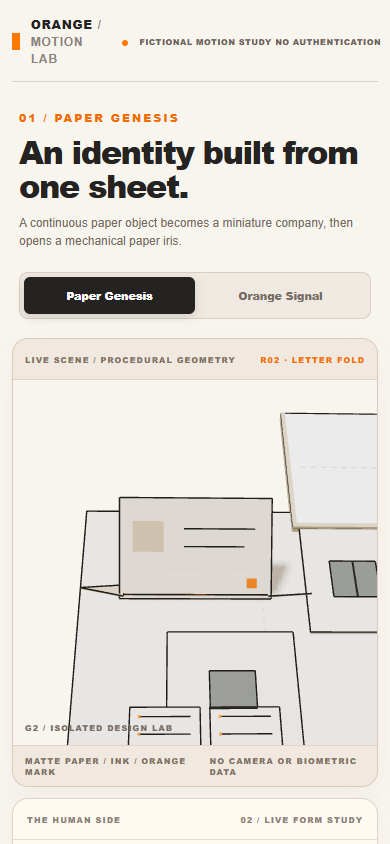 ORANGE /
MOTION
LAB
FICTIONAL MOTION STUDY NO AUTHENTICATION
01 / PAPER GENESIS
An identity built from
one sheet.
A continuous paper object becomes a miniature company, then
opens a mechanical paper iris.
Paper Genesis
Orange Signal
LIVE SCENE / PROCEDURAL GEOMETRY
R02 · LETTER FOLD
G2 / ISOLATED DESIGN LAB
MATTE PAPER / INK / ORANGE
MARK
NO CAMERA OR BIOMETRIC
DATA
THE HUMAN SIDE
02 / LIVE FORM STUDY